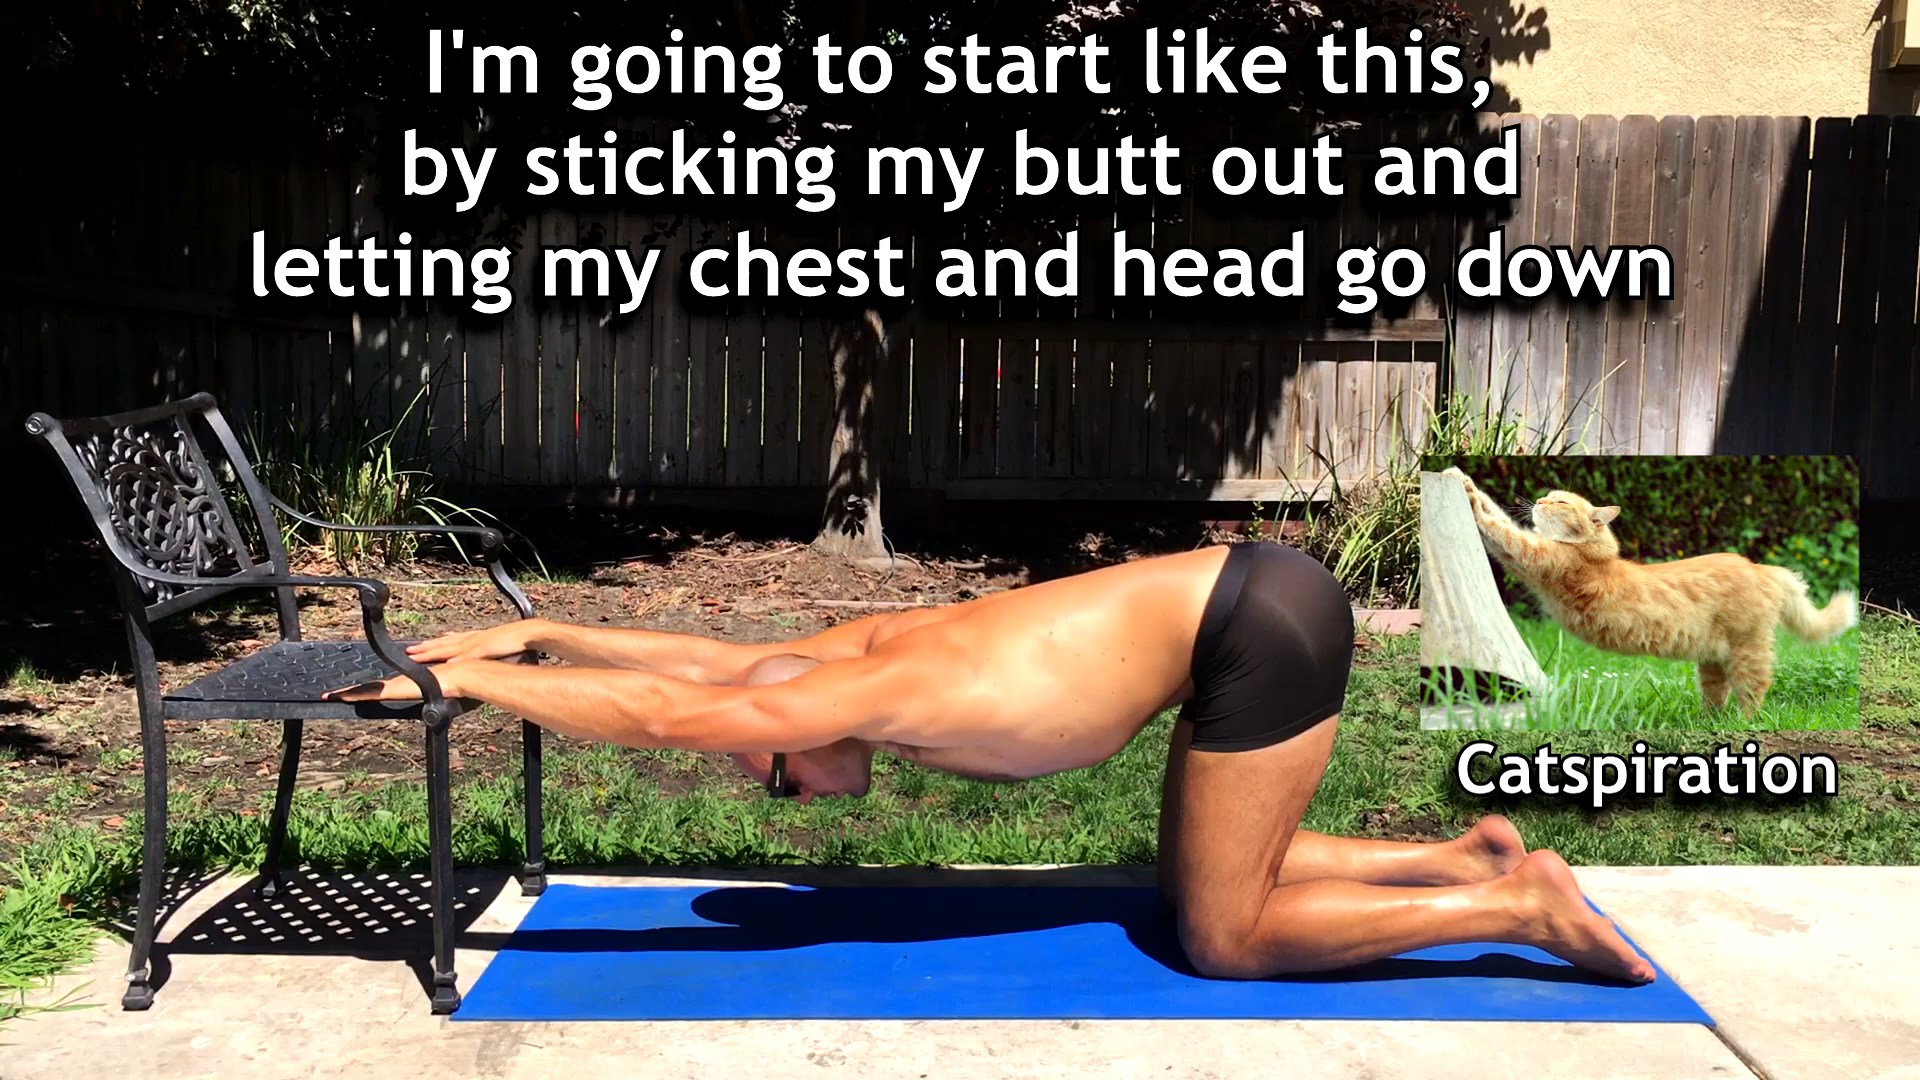 I'm going to start like this,
by sticking my butt out and
letting my chest and head go down
Catspiration